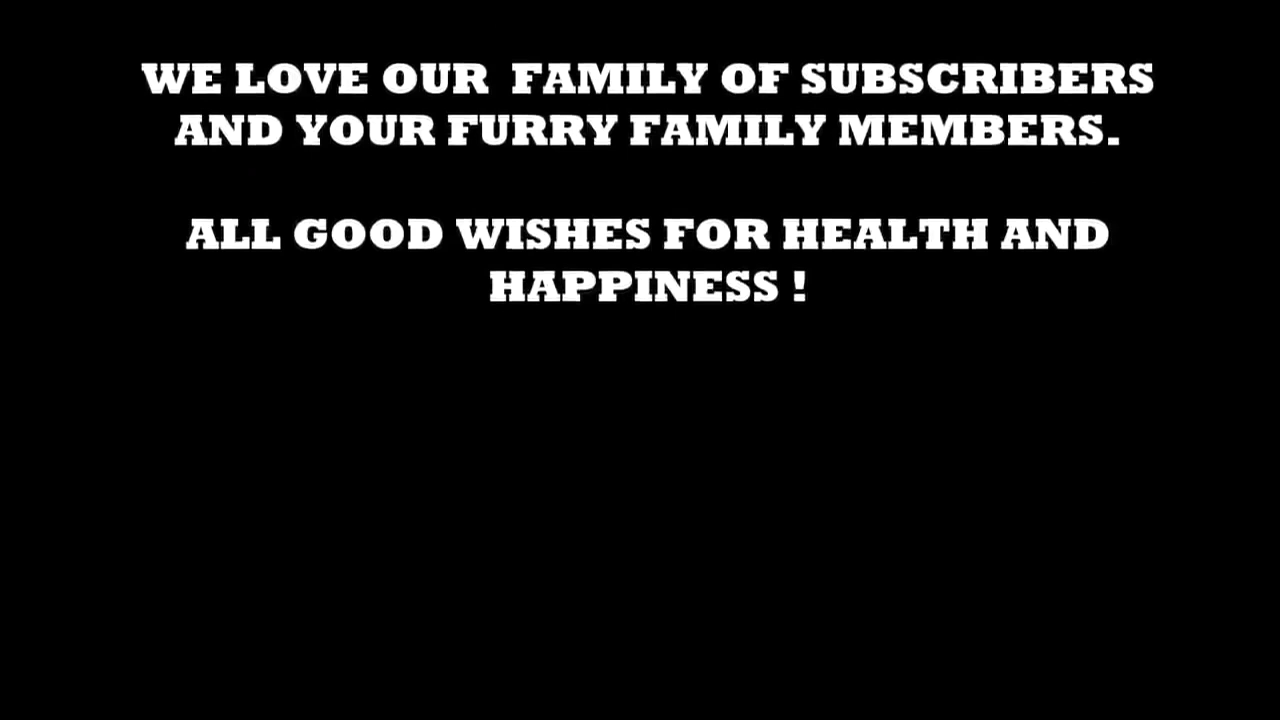 WE LOVE OUR  FAMILY OF SUBSCRIBERS
AND YOUR FURRY FAMILY MEMBERS.
ALL GOOD WISHES FOR HEALTH AND
HAPPINESS !